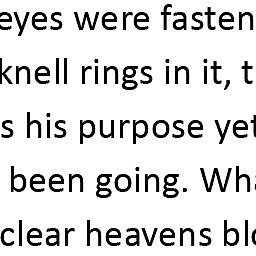 eyes were fasten
knell rings in it, t
s his purpose yet
been going. Wha
clear heavens blo